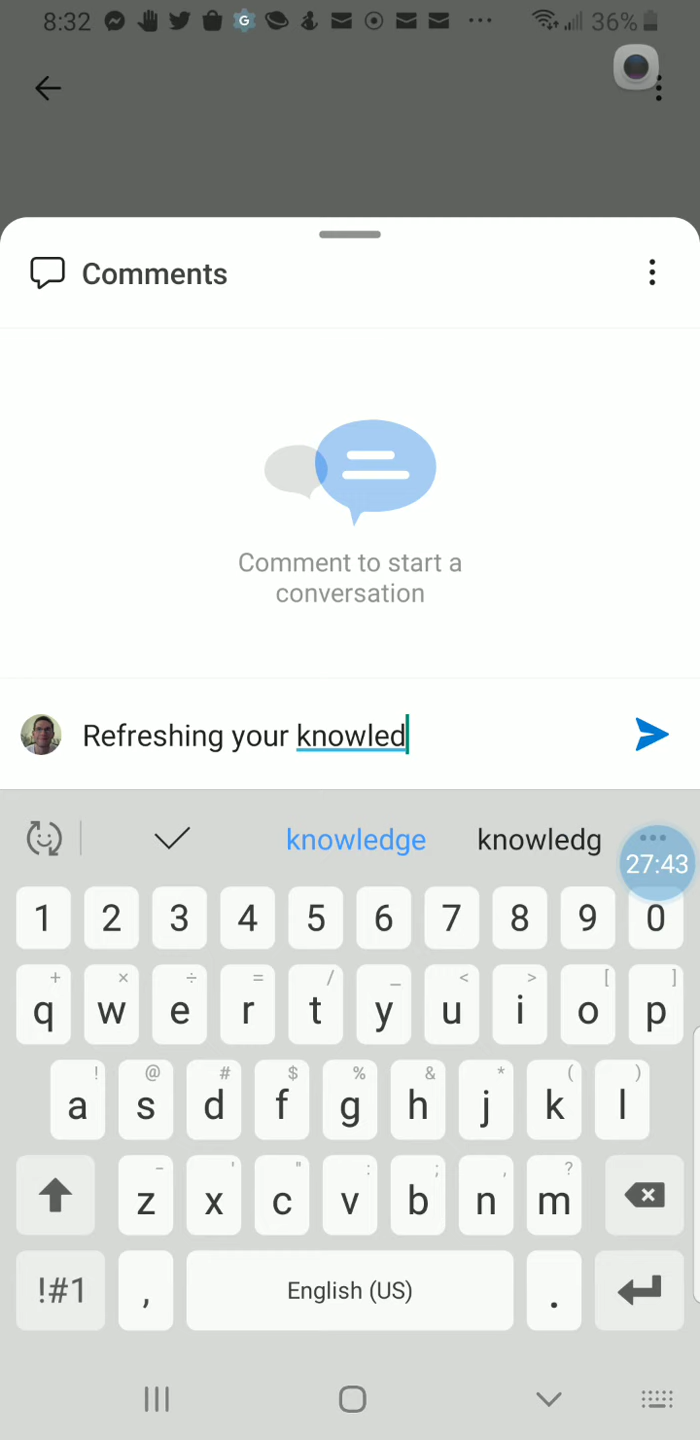 8:32
G
36%
Comments
Comment to start a
conversation
Refreshing your knowled
knowledge
knowledg
27:43
1 2 3 4 5 6 7 8 9 0
+ × ÷ = / _ < > [ ]
q w e r t y u i o p
! @ # $ % & * ( )
a s d f g h j k l
- ' " : ; , ?
z x c v b n m
!#1 , English (US) .